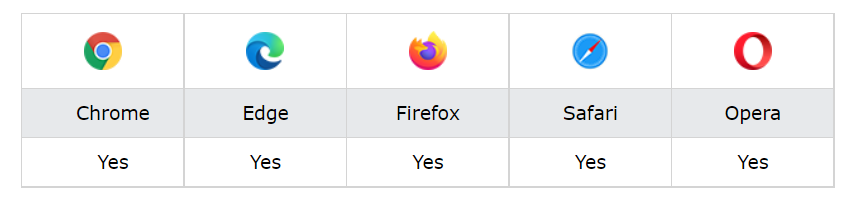 Chrome Edge Firefox Safari Opera
Yes Yes Yes Yes Yes